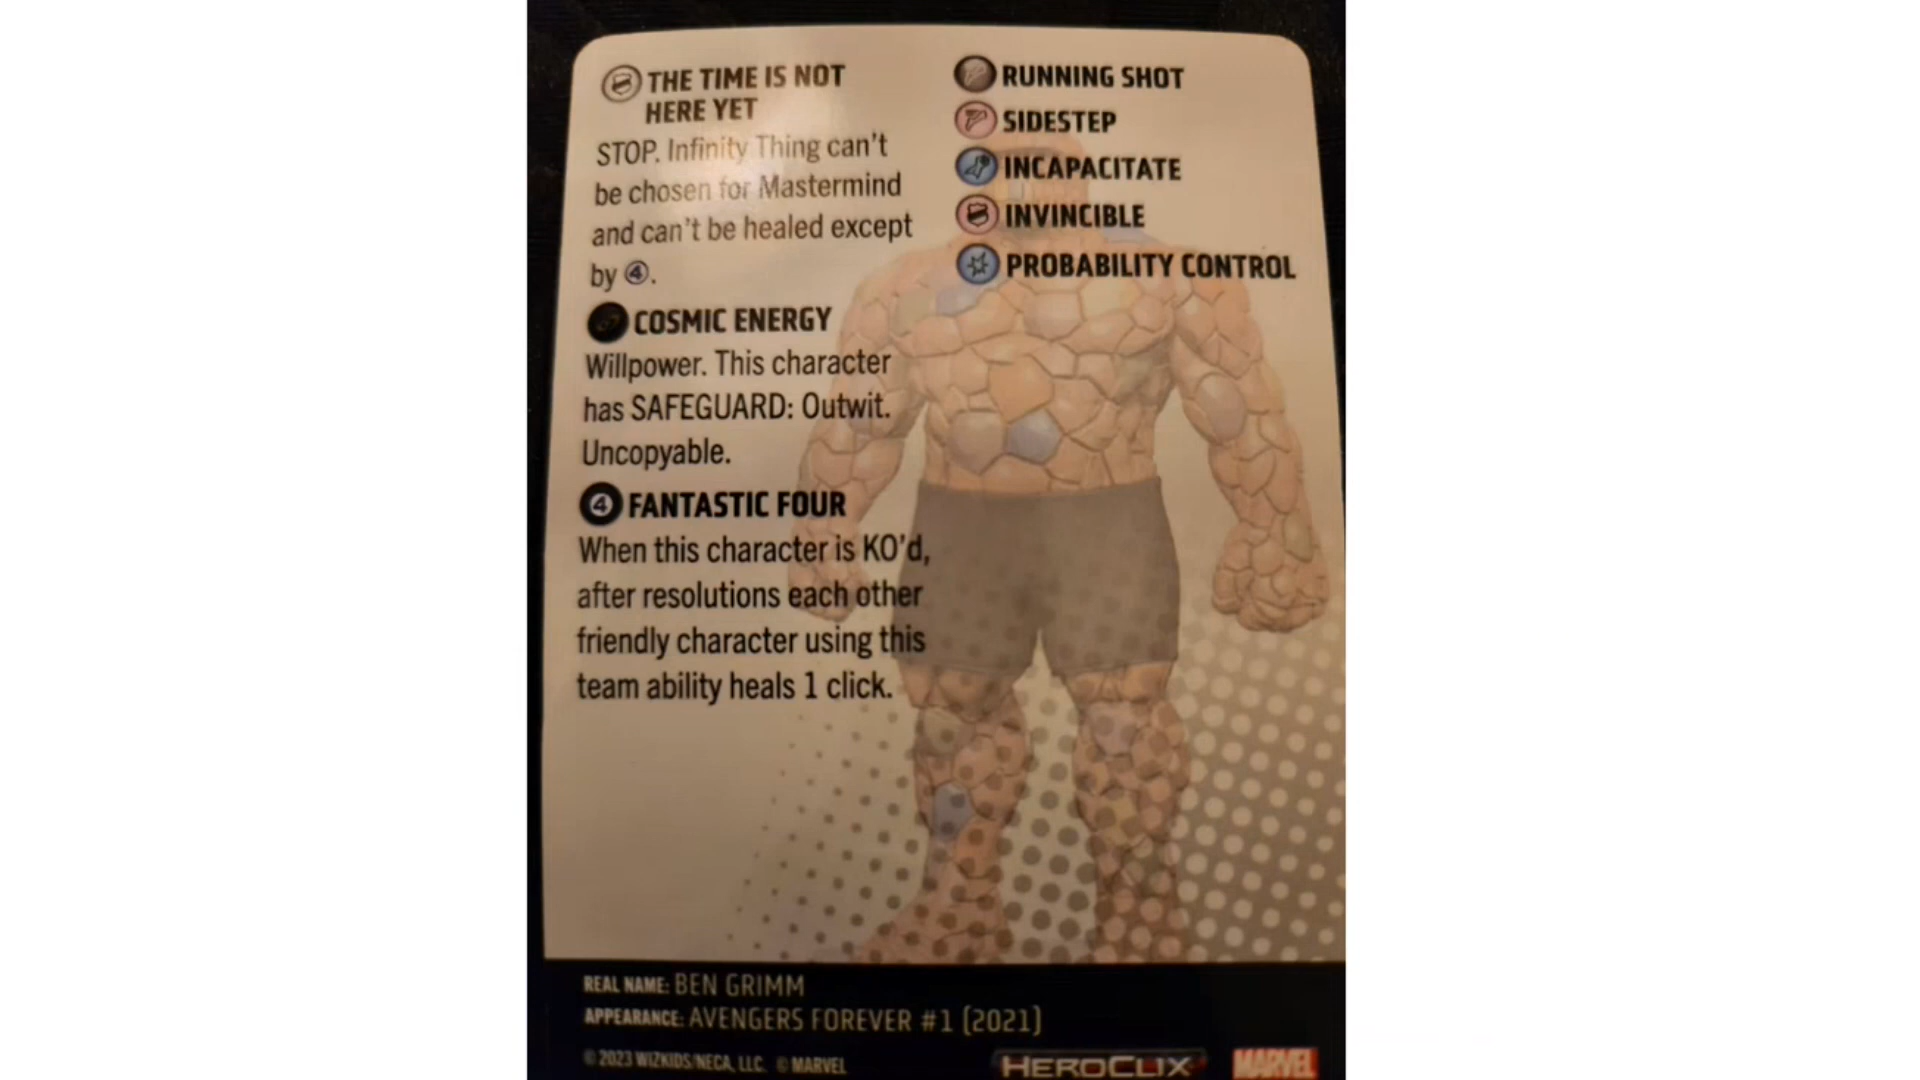 THE TIME IS NOT
HERE YET
STOP. Infinity Thing can't
be chosen for Mastermind
and can't be healed except
by ④.
COSMIC ENERGY
Willpower. This character
has SAFEGUARD: Outwit.
Uncopyable.
④ FANTASTIC FOUR
When this character is KO'd,
after resolutions each other
friendly character using this
team ability heals 1 click.
RUNNING SHOT
SIDESTEP
INCAPACITATE
INVINCIBLE
PROBABILITY CONTROL
REAL NAME: BEN GRIMM
APPEARANCE: AVENGERS FOREVER #1 (2021)
© 2023 WIZKIDS/NECA, LLC. © MARVEL
HEROCLIX
MARVEL